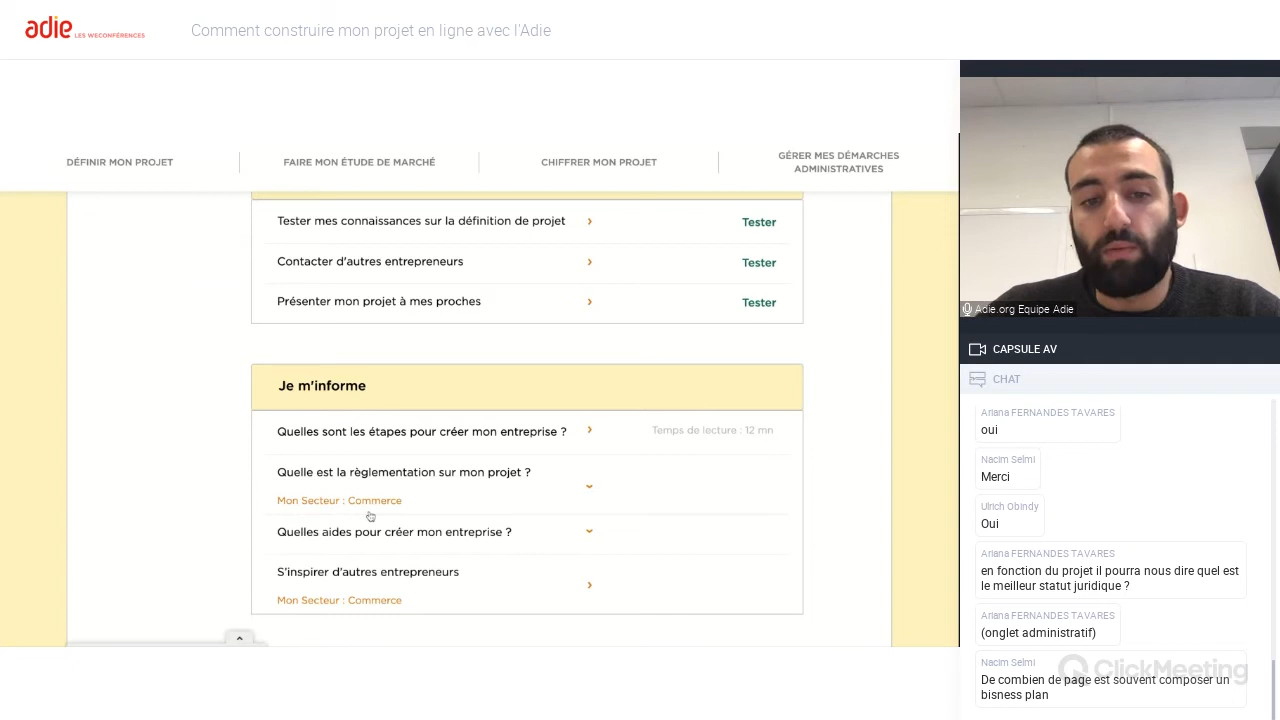 adie LES WECONFÉRENCES
Comment construire mon projet en ligne avec l'Adie
DÉFINIR MON PROJET
FAIRE MON ÉTUDE DE MARCHÉ
CHIFFRER MON PROJET
GÉRER MES DÉMARCHES
ADMINISTRATIVES
Tester mes connaissances sur la définition de projet
Tester
Contacter d'autres entrepreneurs
Tester
Présenter mon projet à mes proches
Tester
Je m'informe
Quelles sont les étapes pour créer mon entreprise ?
Temps de lecture : 12 mn
Quelle est la règlementation sur mon projet ?
Mon Secteur : Commerce
Quelles aides pour créer mon entreprise ?
S'inspirer d'autres entrepreneurs
Mon Secteur : Commerce
Adie.org Equipe Adie
CAPSULE AV
CHAT
Ariana FERNANDES TAVARES
oui
Nacim Selmi
Merci
Ulrich Obindy
Oui
Ariana FERNANDES TAVARES
en fonction du projet il pourra nous dire quel est
le meilleur statut juridique ?
Ariana FERNANDES TAVARES
(onglet administratif)
Nacim Selmi
De combien de page est souvent composer un
bisness plan
ClickMeeting